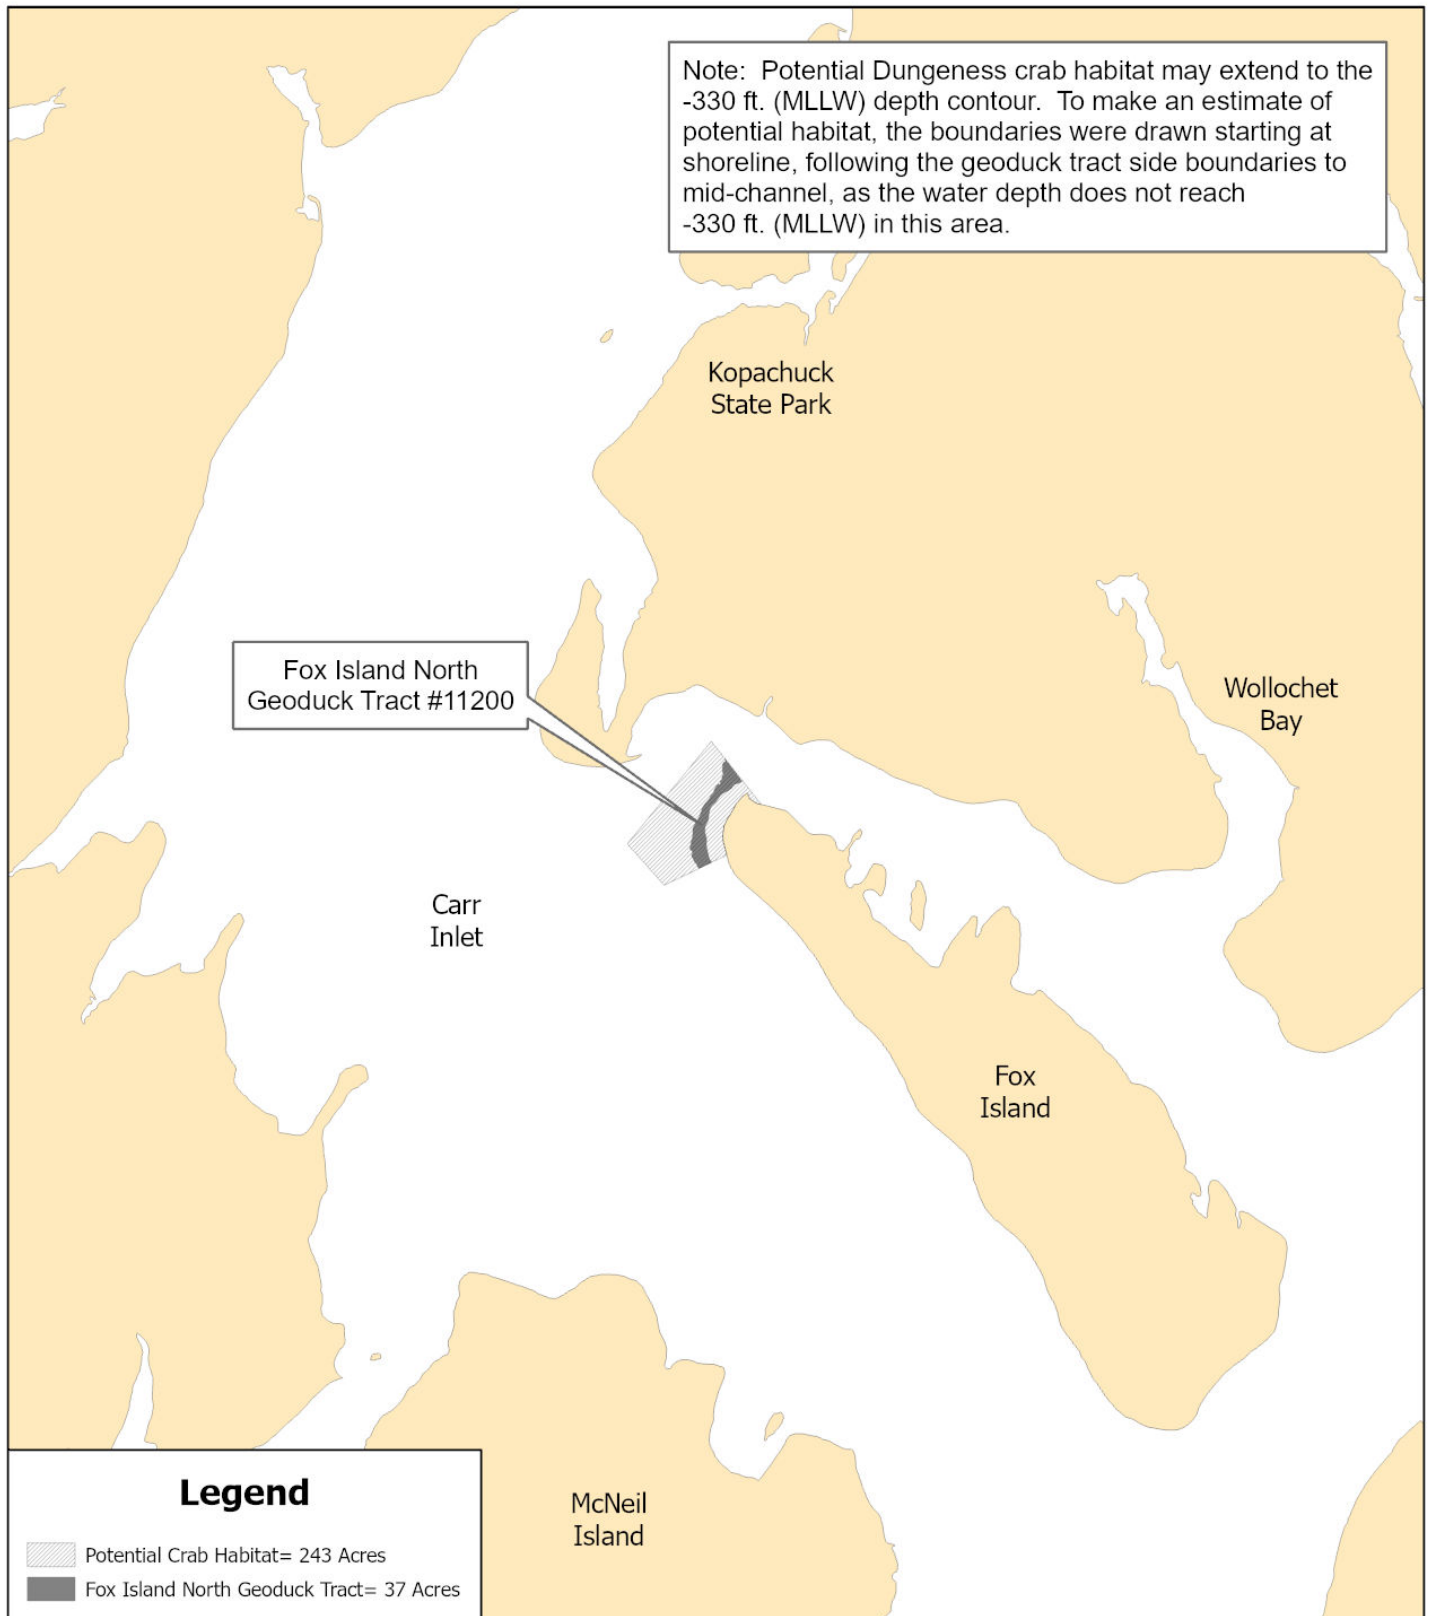 Note:  Potential Dungeness crab habitat may extend to the
-330 ft. (MLLW) depth contour.  To make an estimate of
potential habitat, the boundaries were drawn starting at
shoreline, following the geoduck tract side boundaries to
mid-channel, as the water depth does not reach
-330 ft. (MLLW) in this area.
Kopachuck
State Park
Fox Island North
Geoduck Tract #11200
Wollochet
Bay
Carr
Inlet
Fox
Island
McNeil
Island
Legend
Potential Crab Habitat= 243 Acres
Fox Island North Geoduck Tract= 37 Acres